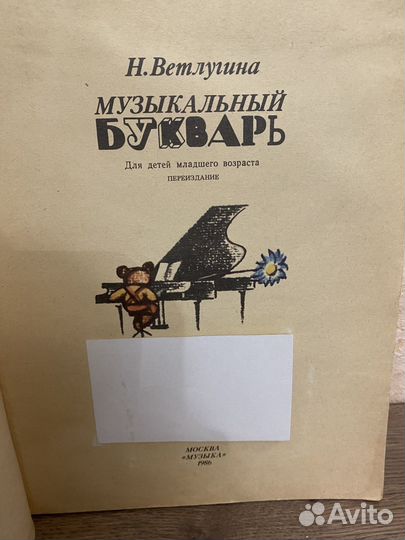 Н. Ветлугина
МУЗЫКАЛЬНЫЙ
БУКВАРЬ
Для детей младшего возраста
ПЕРЕИЗДАНИЕ
МОСКВА
«МУЗЫКА»
1986
Avito